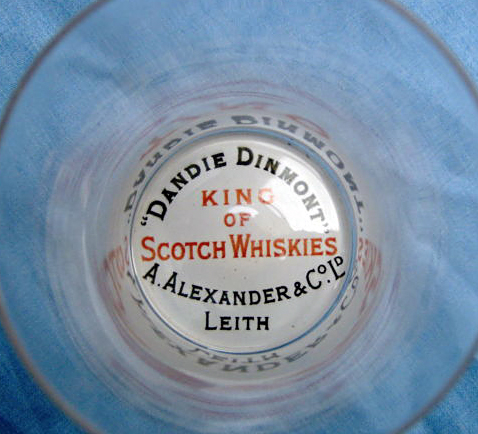 "DANDIE DINMONT"
KING
OF
SCOTCH WHISKIES
A. ALEXANDER & Co. LD
LEITH